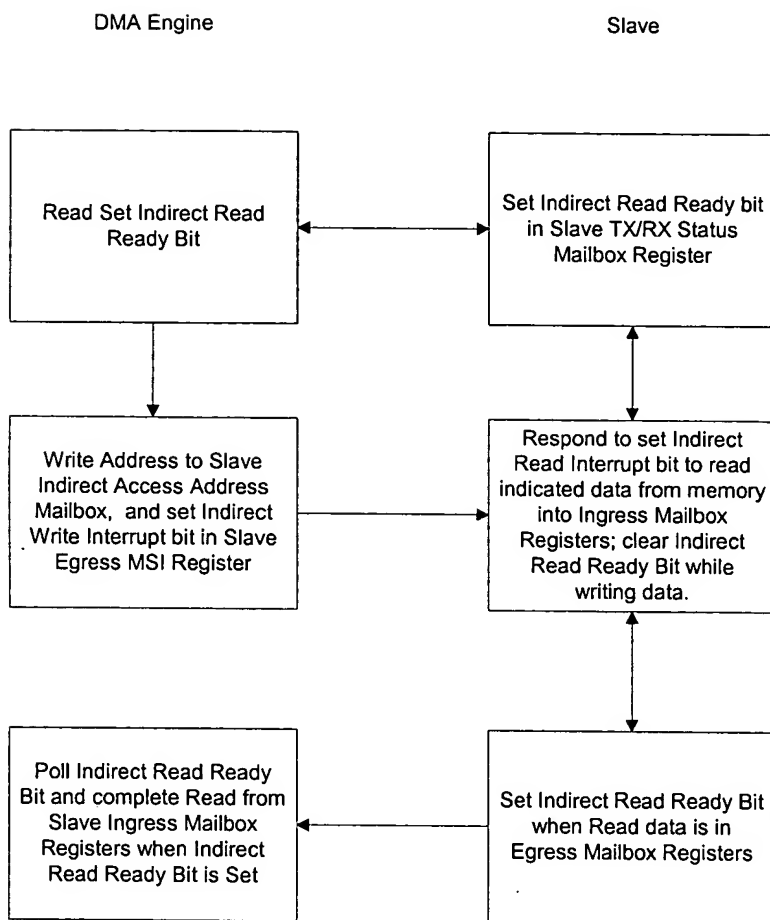 DMA Engine
Slave
Read Set Indirect Read
Ready Bit
Set Indirect Read Ready bit
in Slave TX/RX Status
Mailbox Register
Write Address to Slave
Indirect Access Address
Mailbox, and set Indirect
Write Interrupt bit in Slave
Egress MSI Register
Respond to set Indirect
Read Interrupt bit to read
indicated data from memory
into Ingress Mailbox
Registers; clear Indirect
Read Ready Bit while
writing data.
Poll Indirect Read Ready
Bit and complete Read from
Slave Ingress Mailbox
Registers when Indirect
Read Ready Bit is Set
Set Indirect Read Ready Bit
when Read data is in
Egress Mailbox Registers